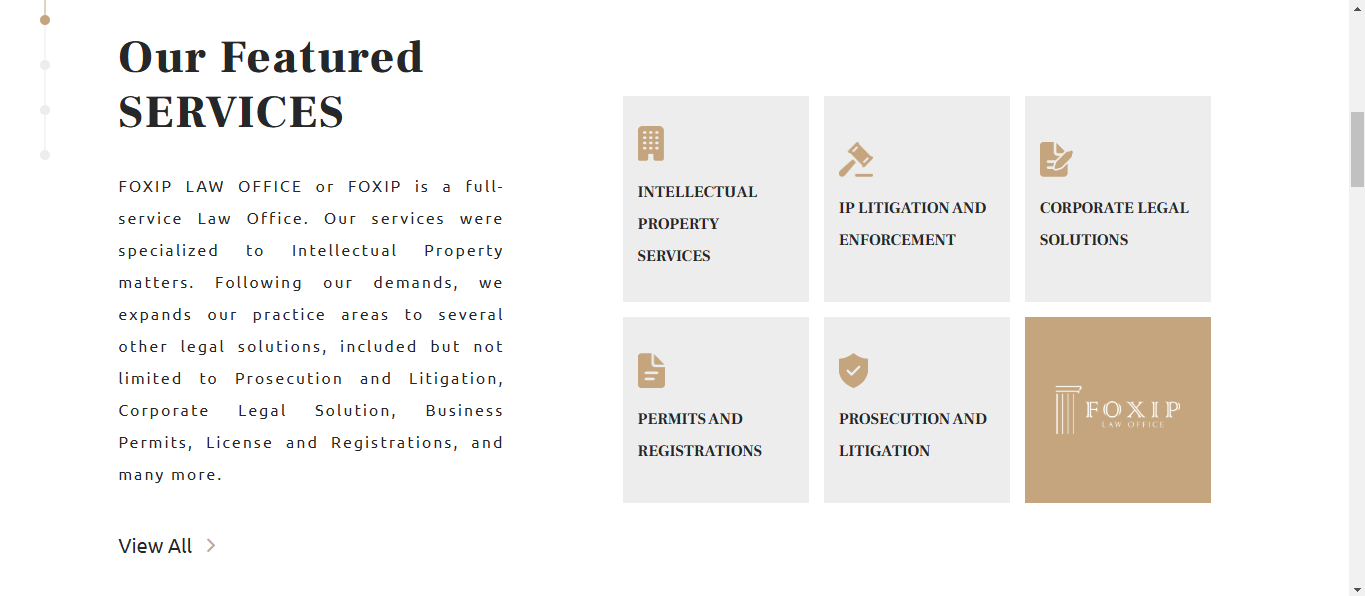 Our Featured
SERVICES
FOXIP LAW OFFICE or FOXIP is a full-
service Law Office. Our services were
specialized to Intellectual Property
matters. Following our demands, we
expands our practice areas to several
other legal solutions, included but not
limited to Prosecution and Litigation,
Corporate Legal Solution, Business
Permits, License and Registrations, and
many more.
View All
INTELLECTUAL
PROPERTY
SERVICES
IP LITIGATION AND
ENFORCEMENT
CORPORATE LEGAL
SOLUTIONS
PERMITS AND
REGISTRATIONS
PROSECUTION AND
LITIGATION
FOXIP
LAW OFFICE